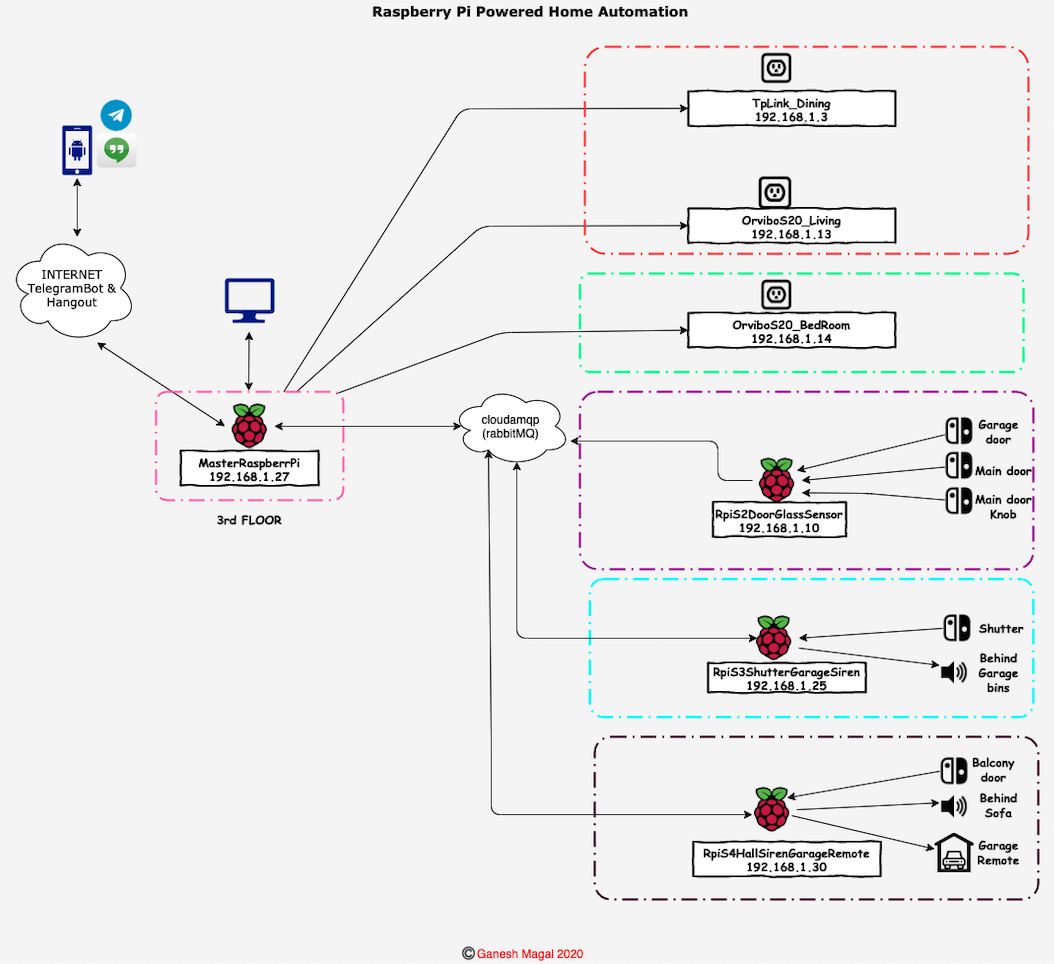 Raspberry Pi Powered Home Automation
TpLink_Dining
192.168.1.3
OrviboS20_Living
192.168.1.13
INTERNET
TelegramBot &
Hangout
OrviboS20_BedRoom
192.168.1.14
MasterRaspberrPi
192.168.1.27
3rd FLOOR
cloudamqp
(rabbitMQ)
Garage
door
Main door
Main door
Knob
RpiS2DoorGlassSensor
192.168.1.10
Shutter
Behind
Garage
bins
RpiS3ShutterGarageSiren
192.168.1.25
Balcony
door
Behind
Sofa
Garage
Remote
RpiS4HallSirenGarageRemote
192.168.1.30
©Ganesh Magal 2020